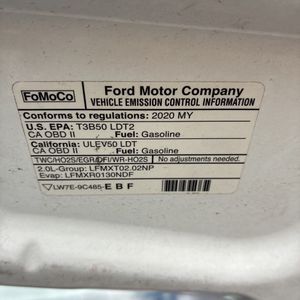 FoMoCo
Ford Motor Company
VEHICLE EMISSION CONTROL INFORMATION
Conforms to regulations: 2020 MY
U.S. EPA: T3B50 LDT2
CA OBD II Fuel: Gasoline
California: ULEV50 LDT
CA OBD II Fuel: Gasoline
TWC/HO2S/EGR/DFI/WR-HO2S No adjustments needed.
2.0L-Group: LFMXT02.02NP
Evap: LFMXR0130NDF
LW7E-9C485- E B F